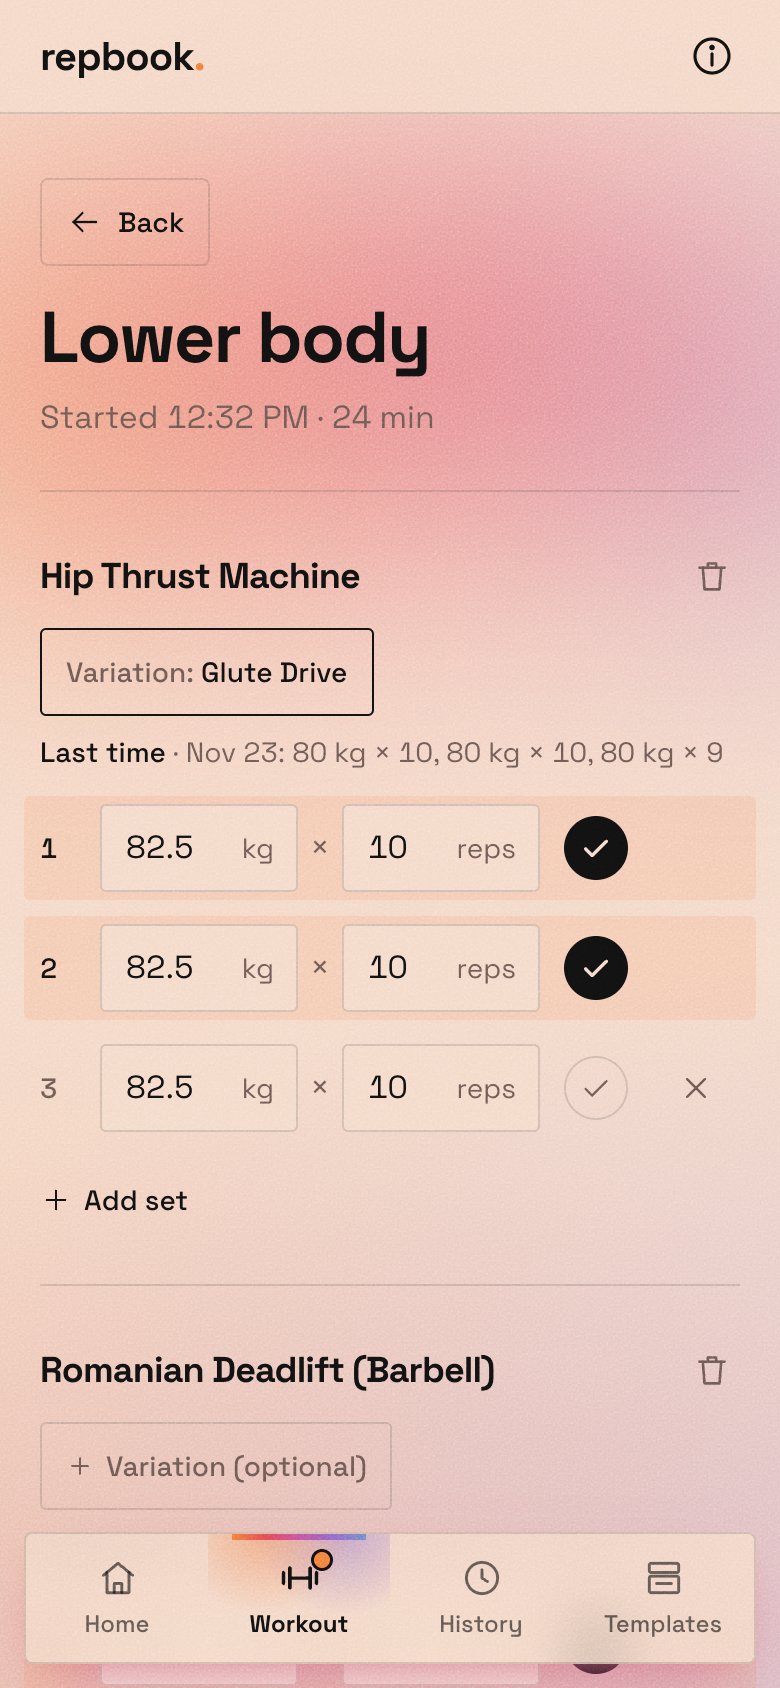 repbook.
Back
Lower body
Started 12:32 PM · 24 min
Hip Thrust Machine
Variation: Glute Drive
Last time · Nov 23: 80 kg × 10, 80 kg × 10, 80 kg × 9
1 82.5 kg × 10 reps
2 82.5 kg × 10 reps
3 82.5 kg × 10 reps
+ Add set
Romanian Deadlift (Barbell)
+ Variation (optional)
Home Workout History Templates